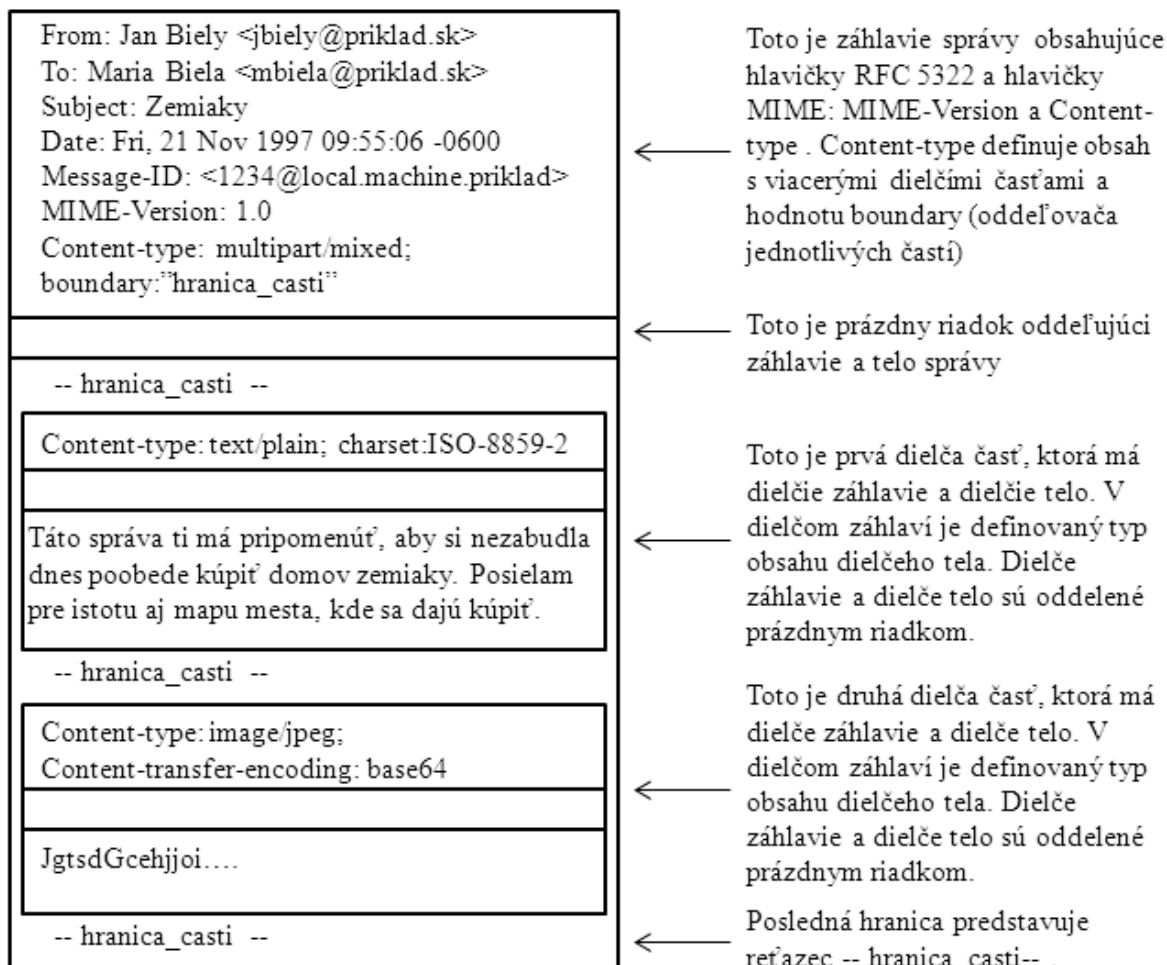 From: Jan Biely <jbiely@priklad.sk>
To: Maria Biela <mbiela@priklad.sk>
Subject: Zemiaky
Date: Fri, 21 Nov 1997 09:55:06 -0600
Message-ID: <1234@local.machine.priklad>
MIME-Version: 1.0
Content-type: multipart/mixed;
boundary:”hranica_casti”
Toto je záhlavie správy obsahujúce
hlavičky RFC 5322 a hlavičky
MIME: MIME-Version a Content-
type . Content-type definuje obsah
s viacerými dielčími časťami a
hodnotu boundary (oddeľovača
jednotlivých častí)
Toto je prázdny riadok oddeľujúci
záhlavie a telo správy
-- hranica_casti --
Content-type: text/plain; charset:ISO-8859-2
Táto správa ti má pripomenúť, aby si nezabudla
dnes poobede kúpiť domov zemiaky. Posielam
pre istotu aj mapu mesta, kde sa dajú kúpiť.
Toto je prvá dielča časť, ktorá má
dielčie záhlavie a dielčie telo. V
dielčom záhlaví je definovaný typ
obsahu dielčeho tela. Dielče
záhlavie a dielče telo sú oddelené
prázdnym riadkom.
-- hranica_casti --
Content-type: image/jpeg;
Content-transfer-encoding: base64
JgtsdGcehjjoi….
Toto je druhá dielča časť, ktorá má
dielče záhlavie a dielče telo. V
dielčom záhlaví je definovaný typ
obsahu dielčeho tela. Dielče
záhlavie a dielče telo sú oddelené
prázdnym riadkom.
-- hranica_casti --
Posledná hranica predstavuje
reťazec -- hranica_casti-- .